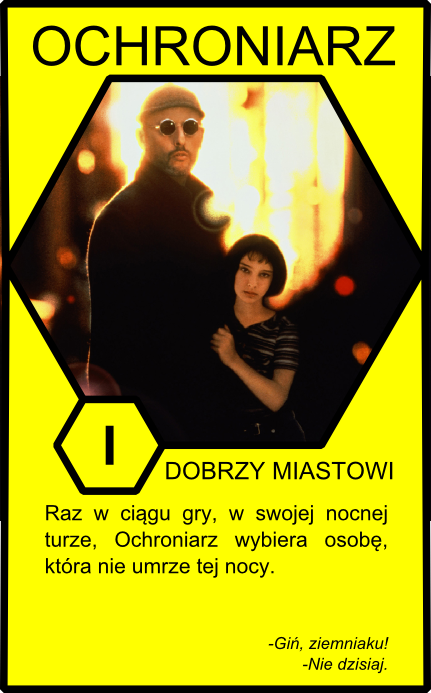 OCHRONIARZ
I
DOBRZY MIASTOWI
Raz w ciągu gry, w swojej nocnej
turze, Ochroniarz wybiera osobę,
która nie umrze tej nocy.
-Giń, ziemniaku!
-Nie dzisiaj.